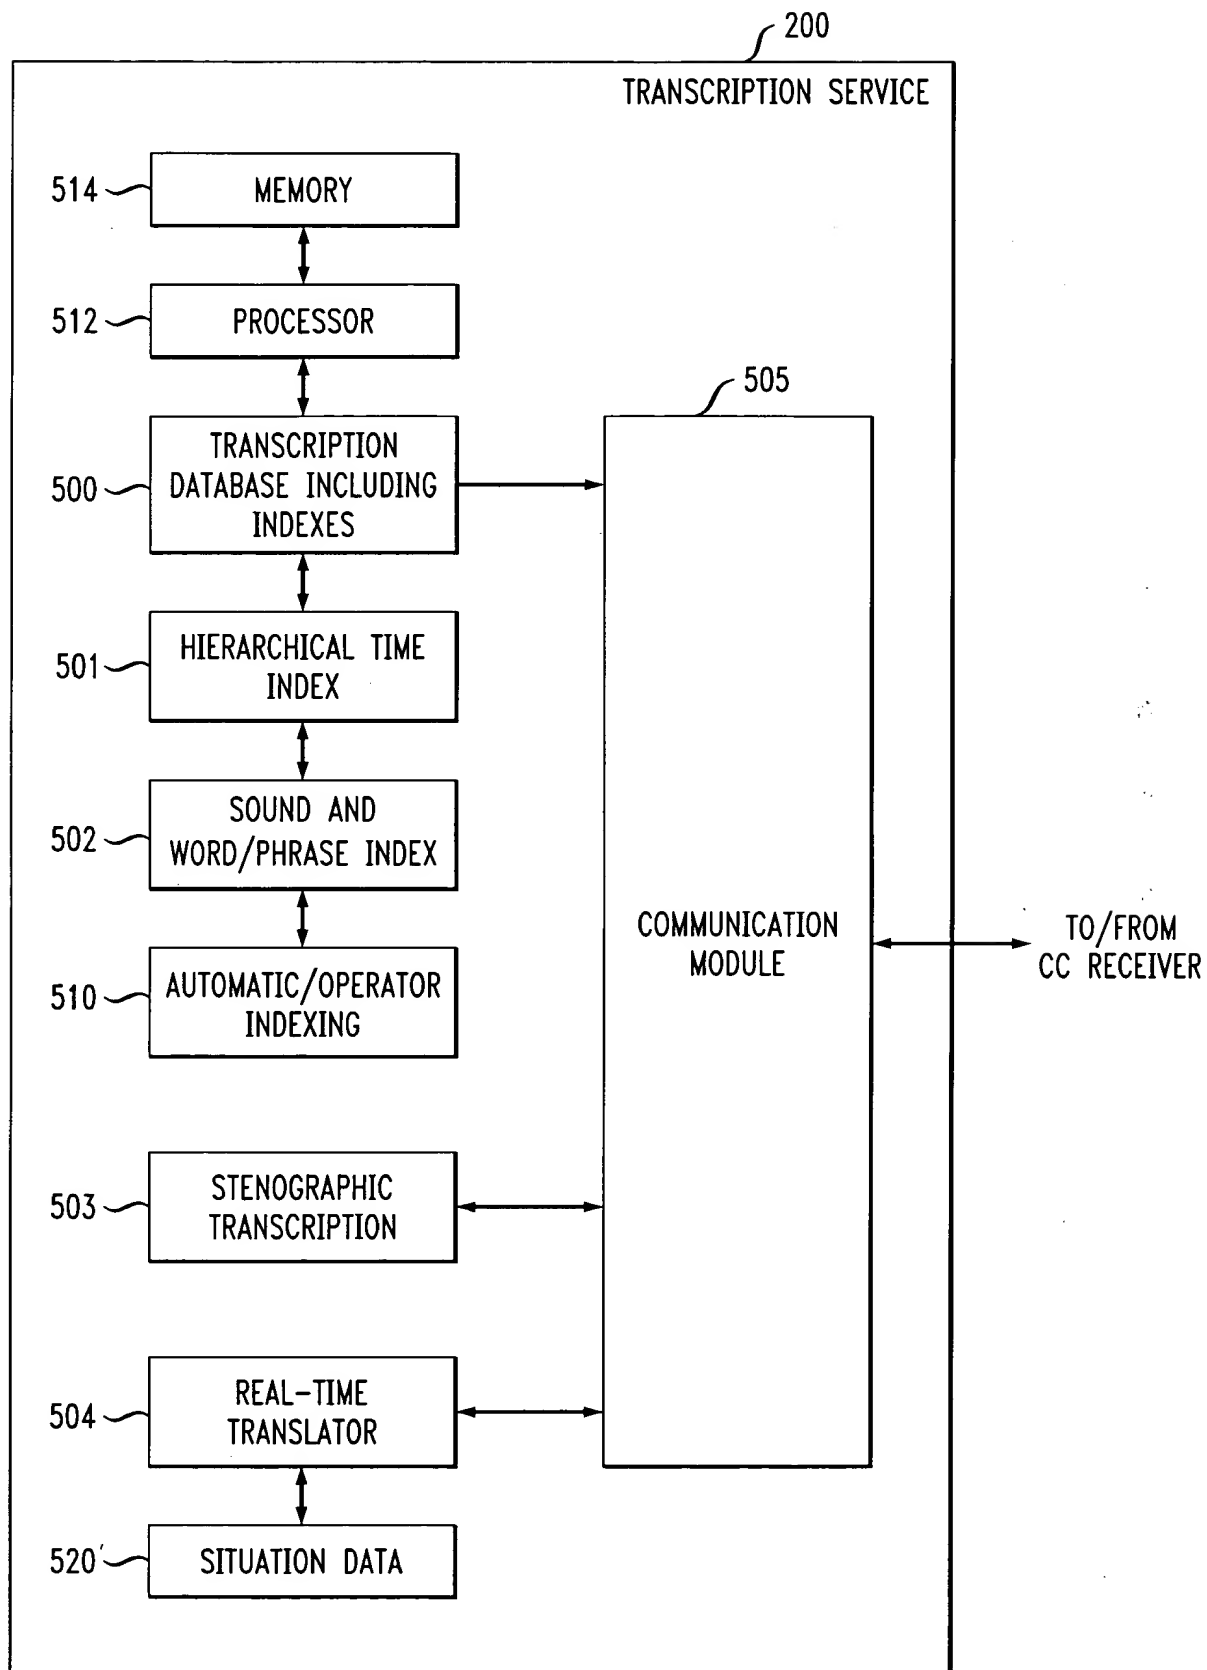 200
TRANSCRIPTION SERVICE
514
MEMORY
512
PROCESSOR
505
500
TRANSCRIPTION
DATABASE INCLUDING
INDEXES
501
HIERARCHICAL TIME
INDEX
502
SOUND AND
WORD/PHRASE INDEX
COMMUNICATION
MODULE
TO/FROM
CC RECEIVER
510
AUTOMATIC/OPERATOR
INDEXING
503
STENOGRAPHIC
TRANSCRIPTION
504
REAL-TIME
TRANSLATOR
520
SITUATION DATA